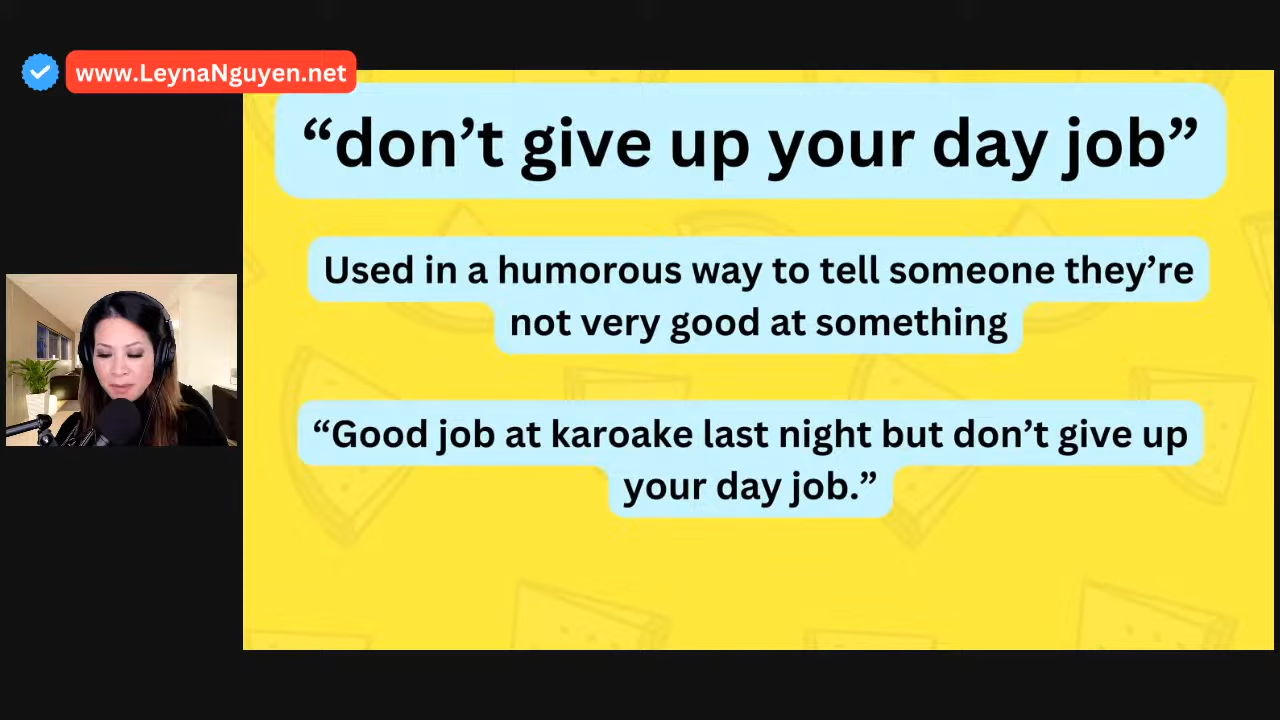 www.LeynaNguyen.net
“don’t give up your day job”
Used in a humorous way to tell someone they’re
not very good at something
“Good job at karoake last night but don’t give up
your day job.”